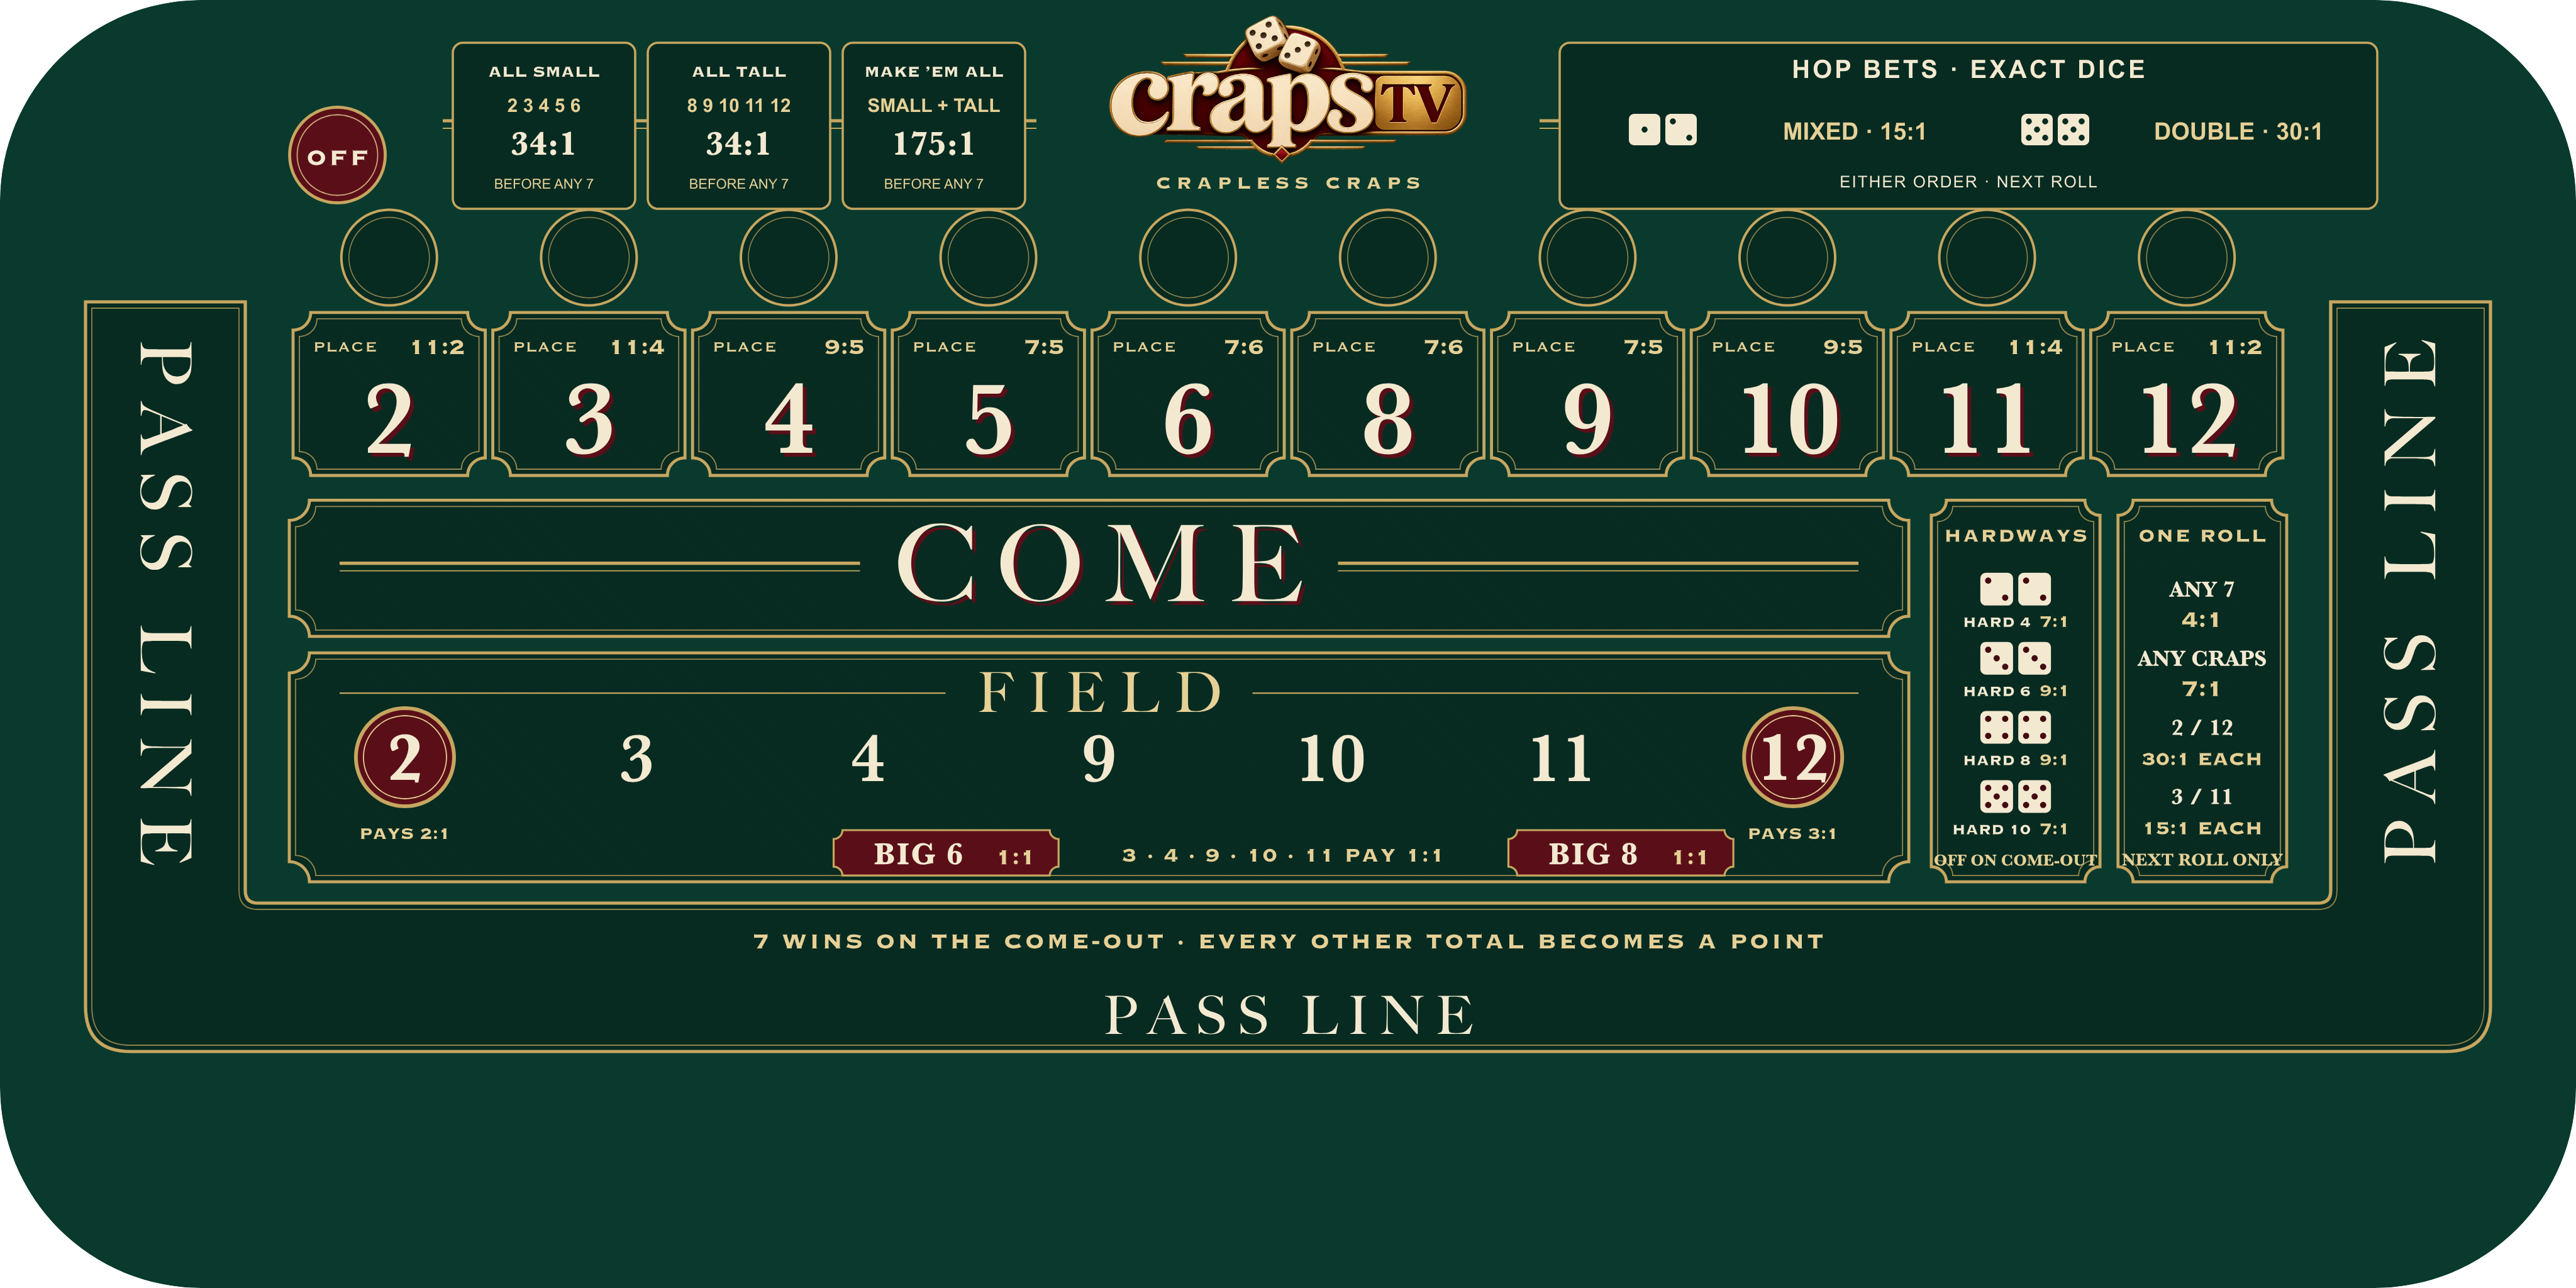 ALL SMALL
2 3 4 5 6
34:1
BEFORE ANY 7
ALL TALL
8 9 10 11 12
34:1
BEFORE ANY 7
MAKE ’EM ALL
SMALL + TALL
175:1
BEFORE ANY 7
craps TV
CRAPLESS CRAPS
HOP BETS · EXACT DICE
MIXED · 15:1
DOUBLE · 30:1
EITHER ORDER · NEXT ROLL
OFF
PASS LINE
PLACE 11:2
2
PLACE 11:4
3
PLACE 9:5
4
PLACE 7:5
5
PLACE 7:6
6
PLACE 7:6
8
PLACE 7:5
9
PLACE 9:5
10
PLACE 11:4
11
PLACE 11:2
12
PASS LINE
COME
FIELD
2 3 4 9 10 11 12
PAYS 2:1
PAYS 3:1
BIG 6 1:1
3 · 4 · 9 · 10 · 11 PAY 1:1
BIG 8 1:1
HARDWAYS
HARD 4 7:1
HARD 6 9:1
HARD 8 9:1
HARD 10 7:1
OFF ON COME-OUT
ONE ROLL
ANY 7
4:1
ANY CRAPS
7:1
2 / 12
30:1 EACH
3 / 11
15:1 EACH
NEXT ROLL ONLY
7 WINS ON THE COME-OUT · EVERY OTHER TOTAL BECOMES A POINT
PASS LINE